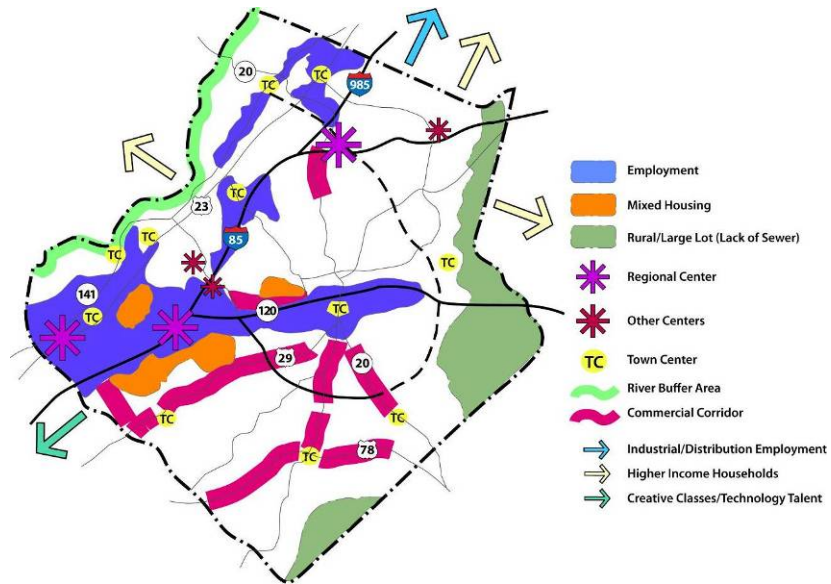 20
TC
TC
985
TC
23
85
TC
TC
TC
141
TC
120
TC
29
20
TC
TC
TC
78
Employment
Mixed Housing
Rural/Large Lot (Lack of Sewer)
Regional Center
Other Centers
TC Town Center
River Buffer Area
Commercial Corridor
Industrial/Distribution Employment
Higher Income Households
Creative Classes/Technology Talent